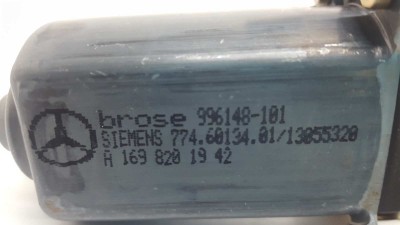 brose 996148-101
SIEMENS 774.60134.01/13055320
A 169 820 19 42